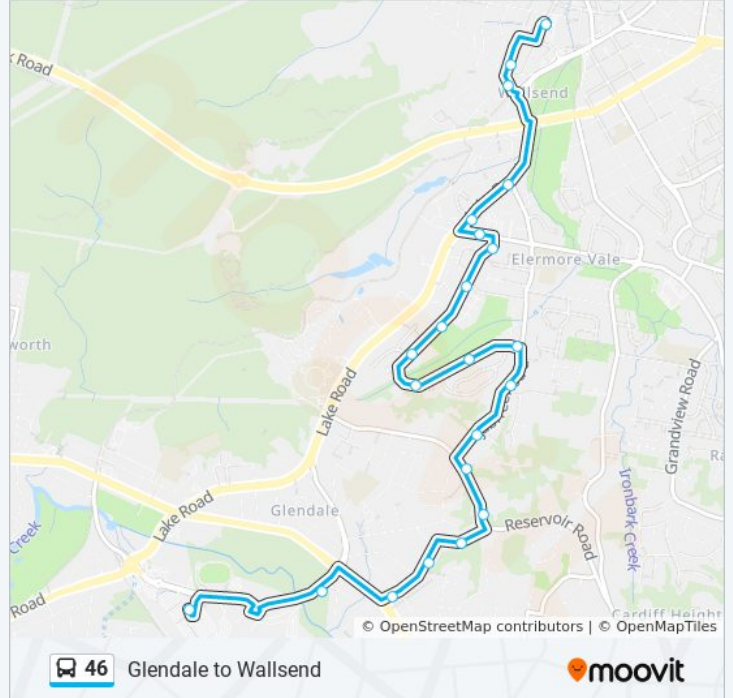 k Road
Wallsend
Elermore Vale
worth
Lake Road
Grandview Road
Ra
Ironbark Creek
Glendale
Lake Road
Reservoir Road
Creek
Road
Cardiff Height
© OpenStreetMap contributors | © OpenMapTiles
46 Glendale to Wallsend
moovit